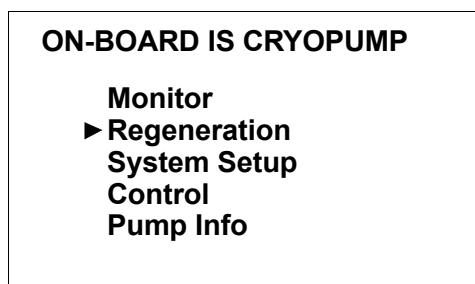 ON-BOARD IS CRYOPUMP
Monitor
►Regeneration
System Setup
Control
Pump Info